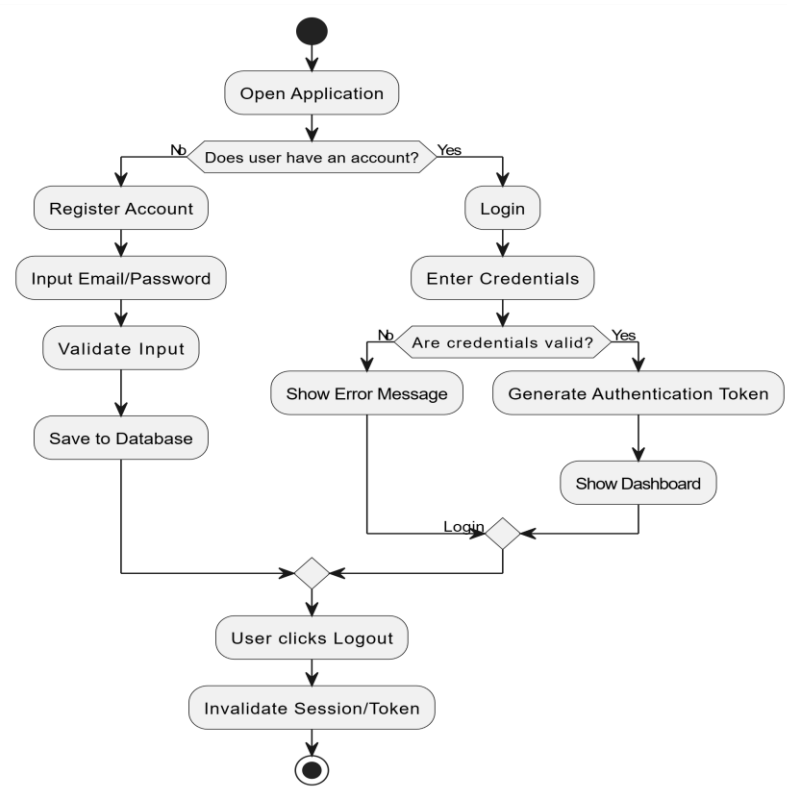 Open Application
Does user have an account?
No
Yes
Register Account
Login
Input Email/Password
Enter Credentials
Validate Input
Are credentials valid?
No
Yes
Show Error Message
Generate Authentication Token
Save to Database
Show Dashboard
Login
User clicks Logout
Invalidate Session/Token